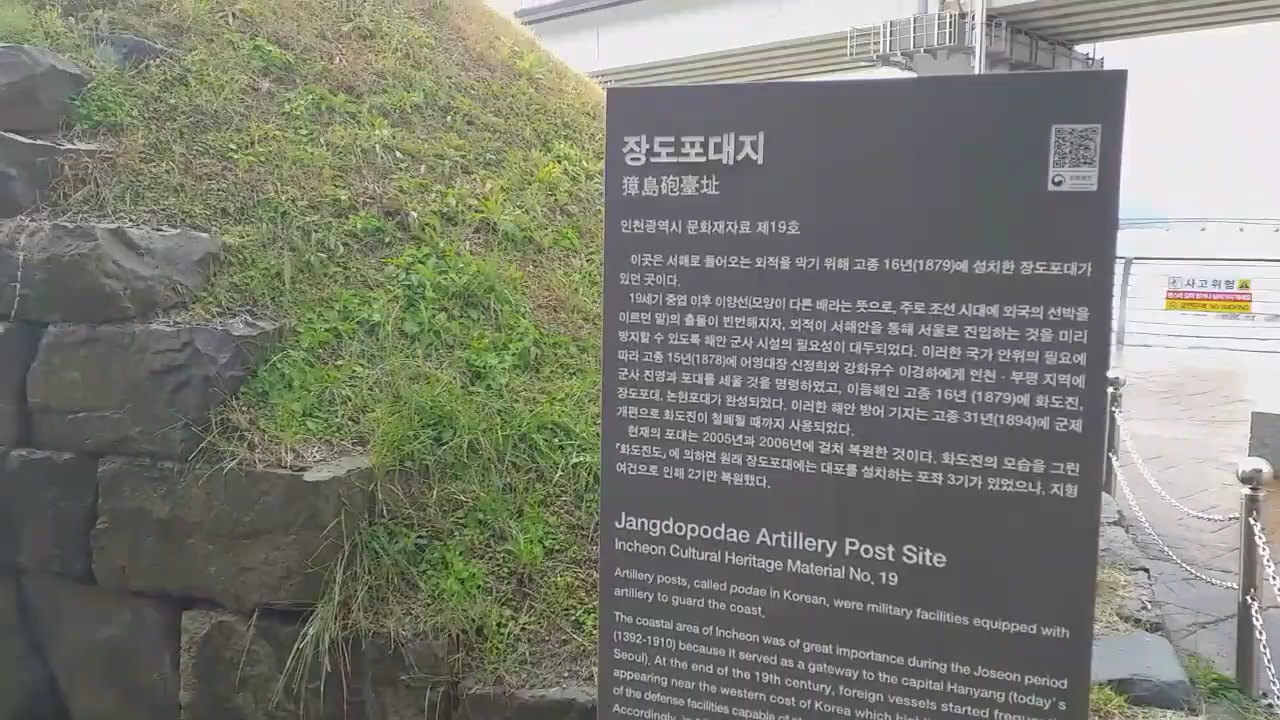 장도포대지
獐島砲臺址
인천광역시 문화재자료 제19호
이곳은 서해로 들어오는 외적을 막기 위해 고종 16년(1879)에 설치한 장도포대가
있던 곳이다.
19세기 중엽 이후 이양선(모양이 다른 배라는 뜻으로, 주로 조선 시대에 외국의 선박을
이르던 말)의 출몰이 빈번해지자, 외적이 서해안을 통해 서울로 진입하는 것을 미리
방지할 수 있도록 해안 군사 시설의 필요성이 대두되었다. 이러한 국가 안위의 필요에
따라 고종 15년(1878)에 어영대장 신정희와 강화유수 이경하에게 인천·부평 지역에
군사 진영과 포대를 세울 것을 명령하였고, 이듬해인 고종 16년 (1879)에 화도진,
장도포대, 논현포대가 완성되었다. 이러한 해안 방어 기지는 고종 31년(1894)에 군제
개편으로 화도진이 철폐될 때까지 사용되었다.
현재의 포대는 2005년과 2006년에 걸쳐 복원한 것이다. 화도진의 모습을 그린
「화도진도」에 의하면 원래 장도포대에는 대포를 설치하는 포좌 3기가 있었으나, 지형
여건으로 인해 2기만 복원했다.
Jangdopodae Artillery Post Site
Incheon Cultural Heritage Material No. 19
Artillery posts, called podae in Korean, were military facilities equipped with
artillery to guard the coast.
The coastal area of Incheon was of great importance during the Joseon period
(1392-1910) because it served as a gateway to the capital Hanyang (today's
Seoul). At the end of the 19th century, foreign vessels started
appearing near the western cost of Korea which
of the defense facilities capable of
Accordingly, in
사고위험